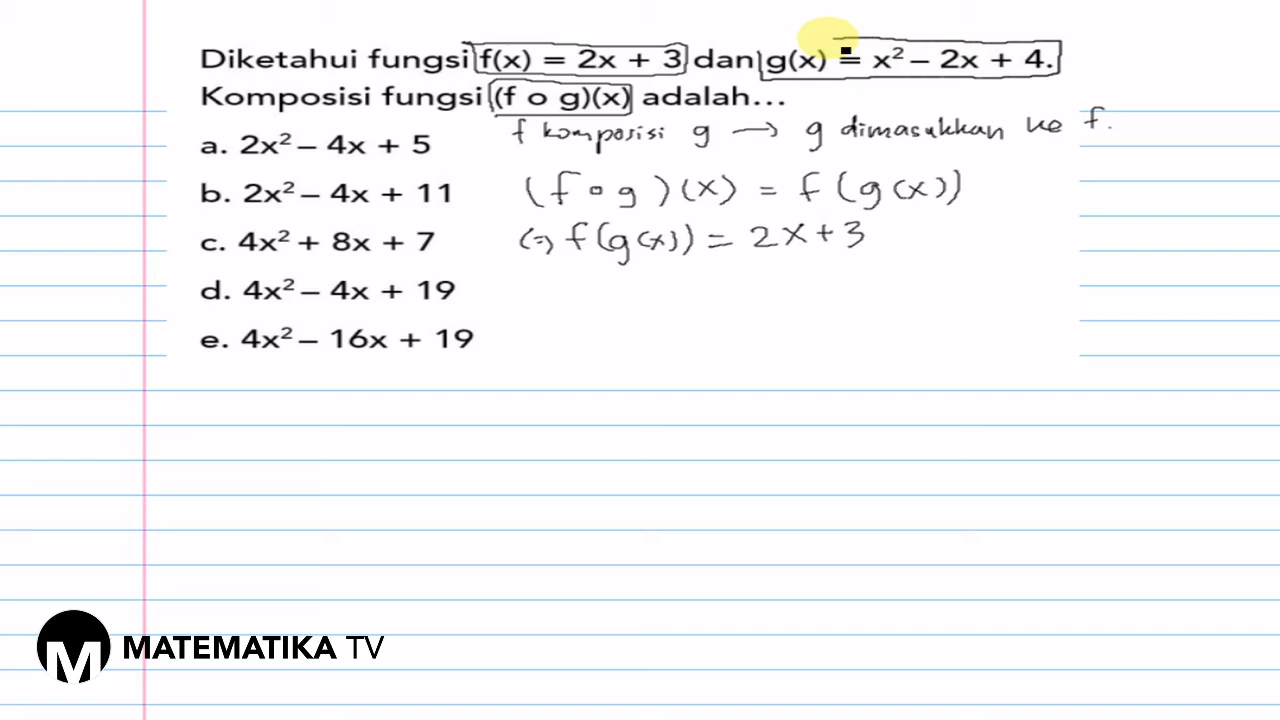 Diketahui fungsi f(x) = 2x + 3 dan g(x) = x² – 2x + 4.
Komposisi fungsi (f o g)(x) adalah...
f komposisi g → g dimasukkan ke f.
a. 2x² – 4x + 5
b. 2x² – 4x + 11
c. 4x² + 8x + 7
d. 4x² – 4x + 19
e. 4x² – 16x + 19
(f o g)(x) = f(g(x))
(=) f(g(x)) = 2x + 3
M MATEMATIKA TV